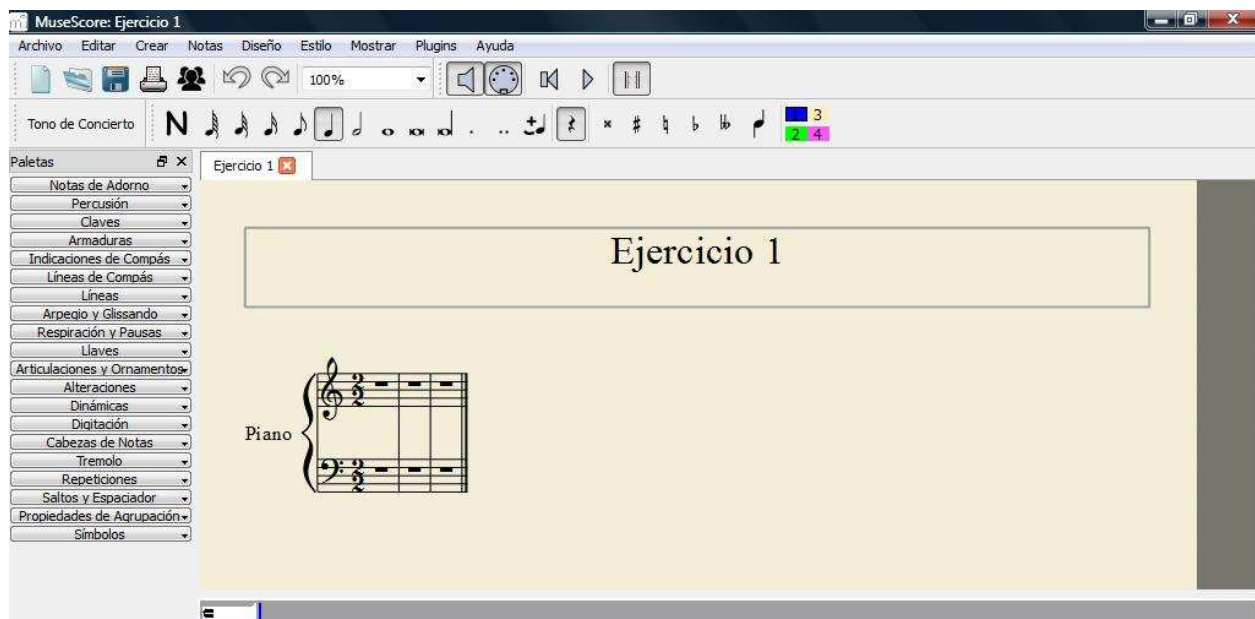 MuseScore: Ejercicio 1
Archivo Editar Crear Notas Diseño Estilo Mostrar Plugins Ayuda
100%
Tono de Concierto N 1 3
2 4
Paletas
Ejercicio 1
Notas de Adorno
Percusión
Claves
Armaduras
Indicaciones de Compás
Líneas de Compás
Líneas
Arpegio y Glissando
Respiración y Pausas
Llaves
Articulaciones y Ornamentos
Alteraciones
Dinámicas
Digitación
Cabezas de Notas
Tremolo
Repeticiones
Saltos y Espaciador
Propiedades de Agrupación
Símbolos
Ejercicio 1
Piano